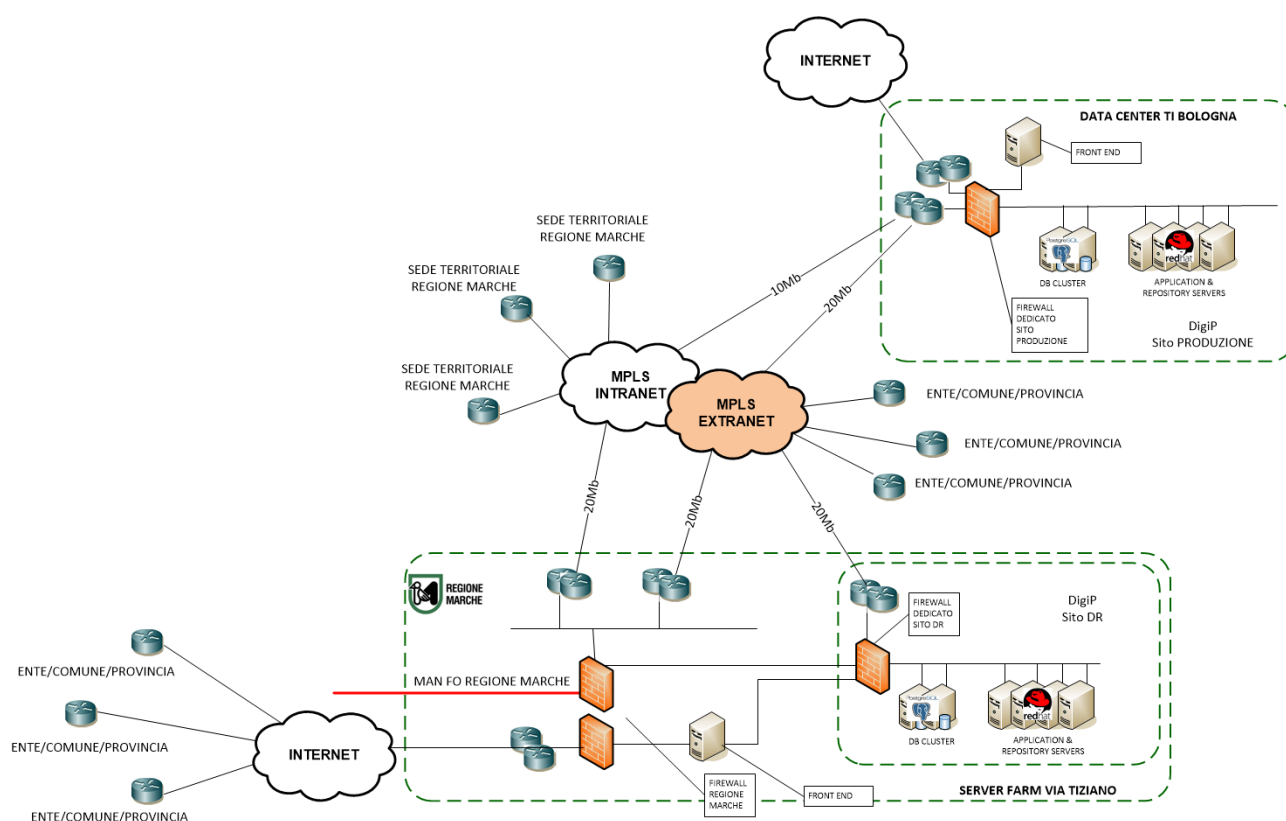 INTERNET
DATA CENTER TI BOLOGNA
FRONT END
SEDE TERRITORIALE
REGIONE MARCHE
SEDE TERRITORIALE
REGIONE MARCHE
SEDE TERRITORIALE
REGIONE MARCHE
10Mb
20Mb
PostgreSQL
redhat
DB CLUSTER
APPLICATION &
REPOSITORY SERVERS
FIREWALL
DEDICATO
SITO
PRODUZIONE
DigiP
Sito PRODUZIONE
MPLS
INTRANET
MPLS
EXTRANET
ENTE/COMUNE/PROVINCIA
ENTE/COMUNE/PROVINCIA
ENTE/COMUNE/PROVINCIA
20Mb
20Mb
20Mb
REGIONE
MARCHE
FIREWALL
DEDICATO
SITO DR
DigiP
Sito DR
ENTE/COMUNE/PROVINCIA
MAN FO REGIONE MARCHE
PostgreSQL
redhat
DB CLUSTER
APPLICATION &
REPOSITORY SERVERS
ENTE/COMUNE/PROVINCIA
INTERNET
ENTE/COMUNE/PROVINCIA
FIREWALL
REGIONE
MARCHE
FRONT END
SERVER FARM VIA TIZIANO